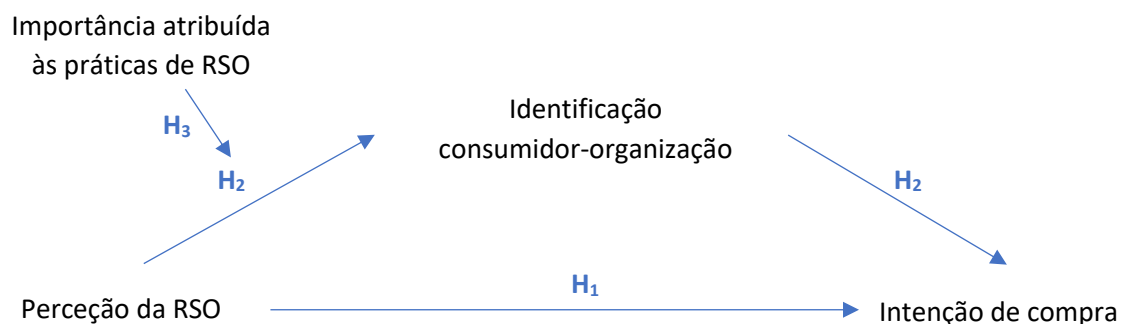 Importância atribuída
às práticas de RSO
H₃
Identificação
consumidor-organização
H₂
H₂
H₁
Perceção da RSO
Intenção de compra